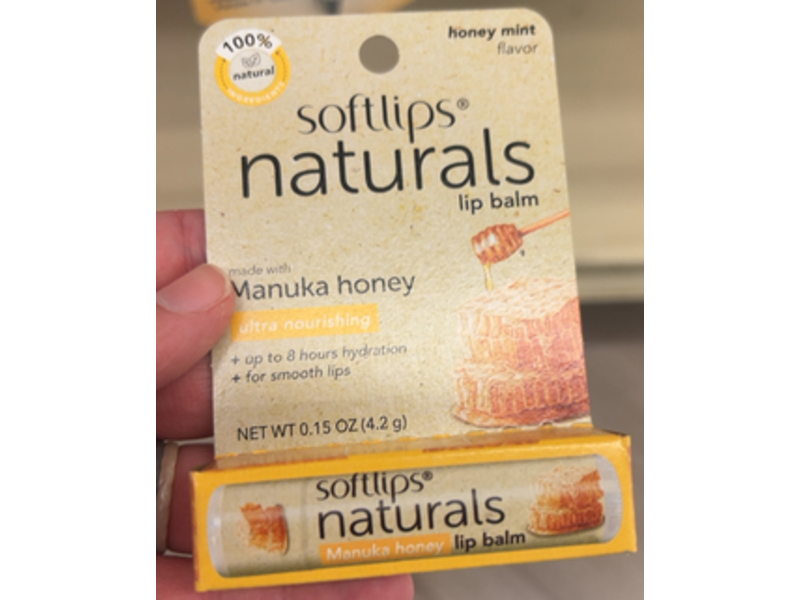 100%
natural
INGREDIENTS
honey mint
flavor
softlips®
naturals
lip balm
made with
Manuka honey
ultra nourishing
+ up to 8 hours hydration
+ for smooth lips
NET WT 0.15 OZ (4.2 g)
softlips®
naturals
Manuka honey lip balm